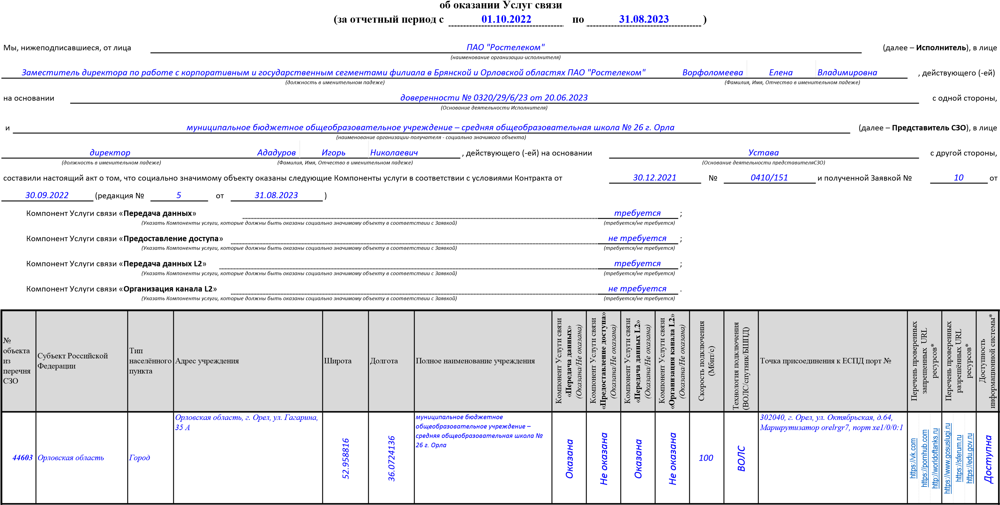 об оказании Услуг связи
(за отчетный период с 01.10.2022 по 31.08.2023 )
Мы, нижеподписавшиеся, от лица ПАО "Ростелеком" (далее – Исполнитель), в лице
(наименование организации-исполнителя)
Заместитель директора по работе с корпоративным и государственным сегментами филиала в Брянской и Орловской областях ПАО "Ростелеком" Ворфоломеева Елена Владимировна , действующего (-ей)
(должность в именительном падеже) (Фамилия, Имя, Отчество в именительном падеже)
на основании доверенности № 0320/29/6/23 от 20.06.2023 с одной стороны,
(Основание деятельности Исполнителя)
и муниципальное бюджетное общеобразовательное учреждение – средняя общеобразовательная школа № 26 г. Орла (далее – Представитель СЗО), в лице
(наименование организации-получателя - социально значимого объекта)
директор Ададуров Игорь Николаевич , действующего (-ей) на основании Устава с другой стороны,
(должность в именительном падеже) (Фамилия, Имя, Отчество в именительном падеже) (Основание деятельности представителяСЗО)
составили настоящий акт о том, что социально значимому объекту оказаны следующие Компоненты услуги в соответствии с условиями Контракта от 30.12.2021 № 0410/151 и полученной Заявкой № 10 от
30.09.2022 (редакция № 5 от 31.08.2023 )
Компонент Услуги связи «Передача данных» требуется ;
(Указать Компоненты услуги, которые должны быть оказаны социально значимому объекту в соответствии с Заявкой) (требуется/не требуется)
Компонент Услуги связи «Предоставление доступа» не требуется ;
(Указать Компоненты услуги, которые должны быть оказаны социально значимому объекту в соответствии с Заявкой) (требуется/не требуется)
Компонент Услуги связи «Передача данных L2» требуется ;
(Указать Компоненты услуги, которые должны быть оказаны социально значимому объекту в соответствии с Заявкой) (требуется/не требуется)
Компонент Услуги связи «Организация канала L2» не требуется .
(Указать Компоненты услуги, которые должны быть оказаны социально значимому объекту в соответствии с Заявкой) (требуется/не требуется)
№
объекта
из
перечня
СЗО
Субъект Российской
Федерации
Тип
населённого
пункта
Адрес учреждения
Широта
Долгота
Полное наименование учреждения
Компонент Услуги связи
«Передача данных»
(Оказана/Не оказана)
Компонент Услуги связи
«Предоставление доступа»
(Оказана/Не оказана)
Компонент Услуги связи
«Передача данных L2»
(Оказана/Не оказана)
Компонент Услуги связи
«Организация канала L2»
(Оказана/Не оказана)
Скорость подключения
(Мбит/с)
Технология подключения
(ВОЛС/спутник/БШПД)
Точка присоединения к ЕСПД порт №
Перечень проверенных
запрещенных URL
ресурсов*
Перечень проверенных
разрешённых URL
ресурсов*
Доступность
информационной системы*
44603
Орловская область
Город
Орловская область, г. Орел, ул. Гагарина,
35 А
52.958816
36.0724136
муниципальное бюджетное
общеобразовательное учреждение –
средняя общеобразовательная школа №
26 г. Орла
Оказана
Не оказана
Оказана
Не оказана
100
ВОЛС
302040, г. Орел, ул. Октябрьская, д.64,
Маршрутизатор orelrgr7, порт xe1/0/0:1
https://vk.com
https://pornhub.com
http://worldoftanks.ru
https://www.gosuslugi.ru
https://sferum.ru
https://edu.gov.ru
Доступна